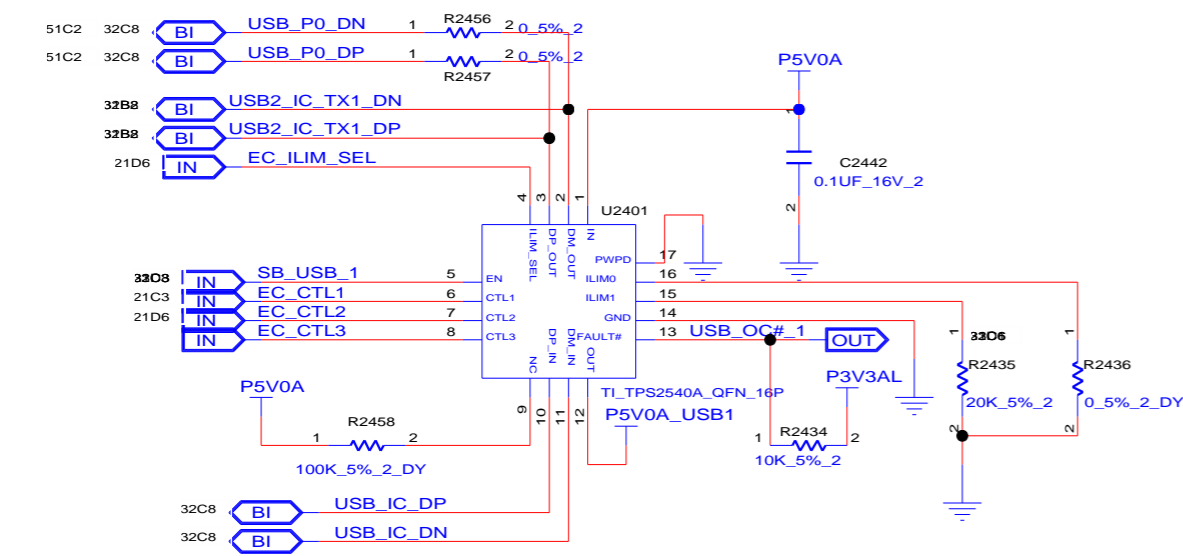 51C2 32C8 BI USB_P0_DN 1 R2456 2 0_5%_2
51C2 32C8 BI USB_P0_DP 1 R2457 2 0_5%_2
BI USB2_IC_TX1_DN
BI USB2_IC_TX1_DP
21D6 IN EC_ILIM_SEL
P5V0A
1
C2442
0.1UF_16V_2
2
4 3 2 1
U2401
ILIM_SEL DP_OUT DM_OUT IN
PWPD 17
ILIM0 16
ILIM1 15
GND 14
FAULT# 13 USB_OC#_1 OUT
IN SB_USB_1 5 EN
21C3 IN EC_CTL1 6 CTL1
21D6 IN EC_CTL2 7 CTL2
IN EC_CTL3 8 CTL3
NC DP_IN DM_IN OUT
9 10 11 12
TI_TPS2540A_QFN_16P
P5V0A_USB1
P5V0A
1 R2458 2
100K_5%_2_DY
P3V3AL
1 R2434 2
10K_5%_2
1 R2435
20K_5%_2
2
1 R2436
0_5%_2_DY
2
32C8 BI USB_IC_DP
32C8 BI USB_IC_DN